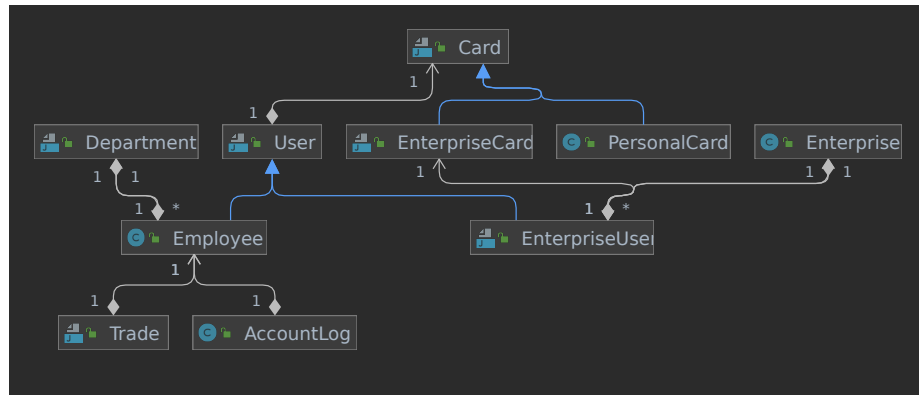 Card
1
1
Department
User
EnterpriseCard
PersonalCard
Enterprise
1 1
1
1 1
1 *
1 *
Employee
EnterpriseUser
1
1
1
Trade
AccountLog